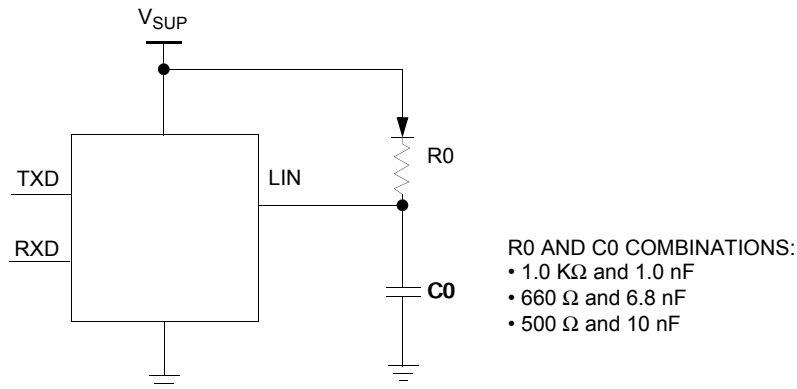 VSUP
R0
TXD
LIN
RXD
C0
R0 AND C0 COMBINATIONS:
• 1.0 KΩ and 1.0 nF
• 660 Ω and 6.8 nF
• 500 Ω and 10 nF